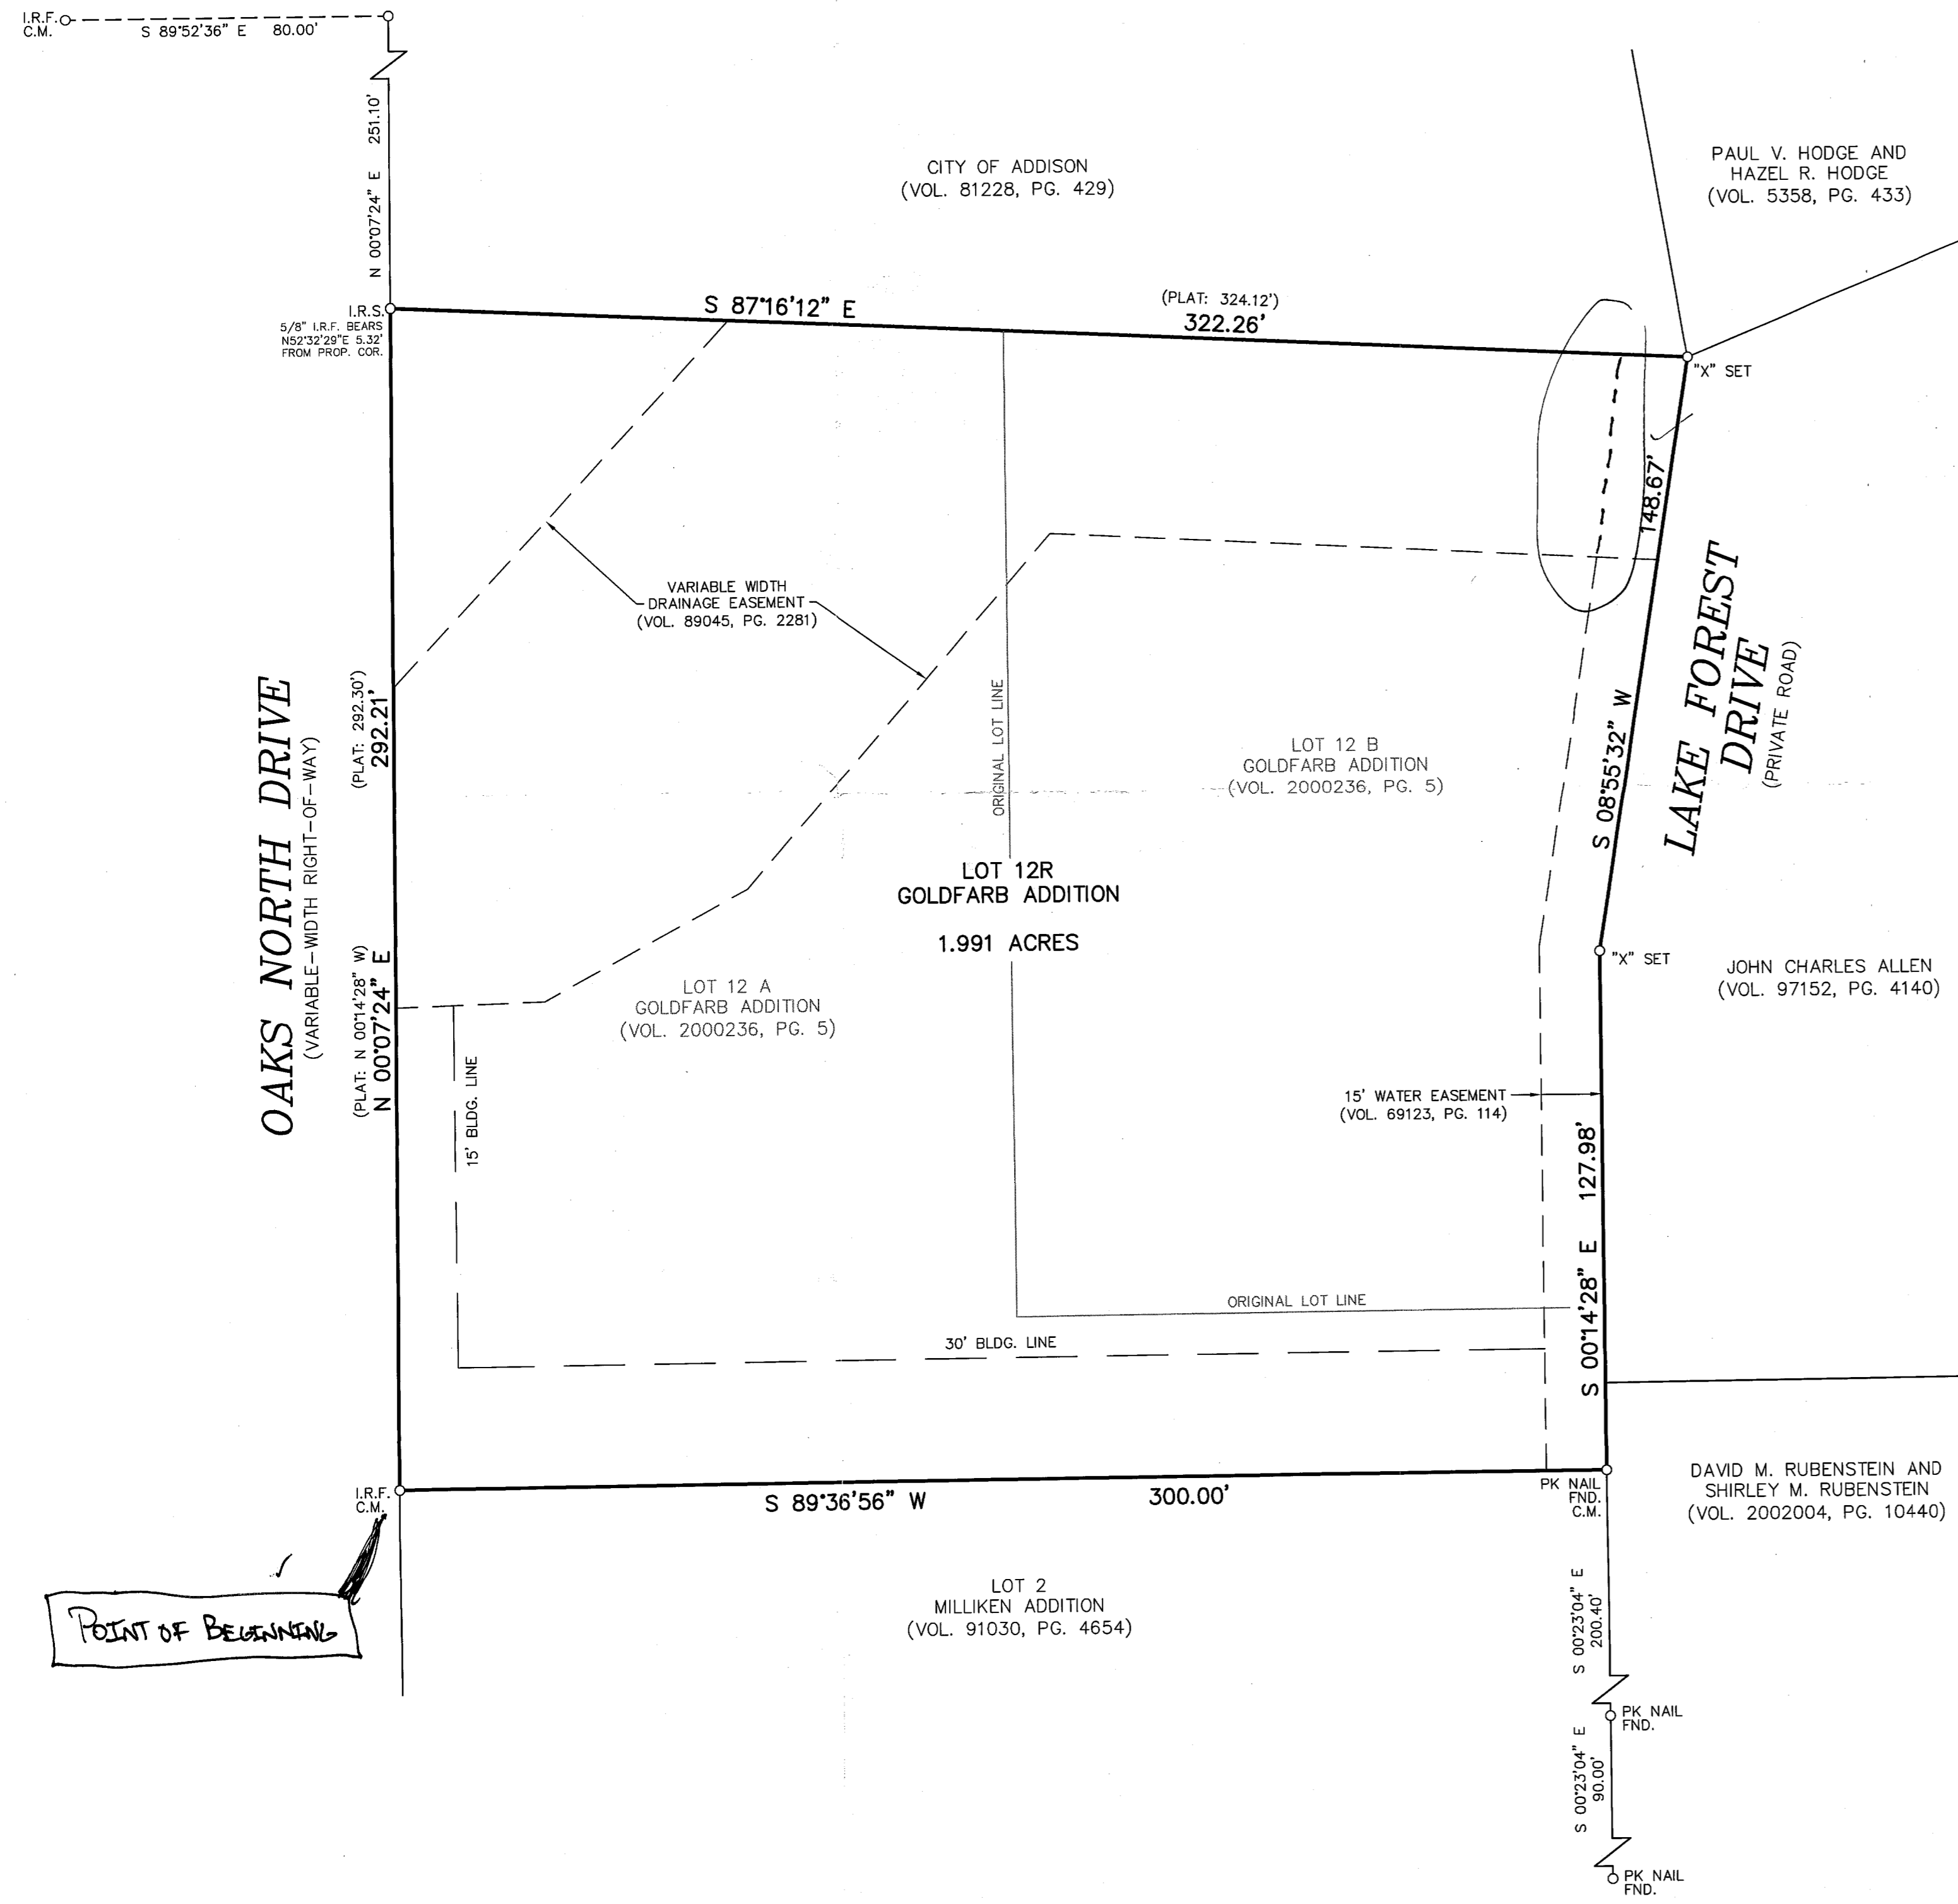 I.R.F.
C.M.
S 89°52'36" E 80.00'
N 00°07'24" E 251.10'
CITY OF ADDISON
(VOL. 81228, PG. 429)
PAUL V. HODGE AND
HAZEL R. HODGE
(VOL. 5358, PG. 433)
I.R.S.
5/8" I.R.F. BEARS
N52°32'29"E 5.32'
FROM PROP. COR.
S 87°16'12" E
(PLAT: 324.12')
322.26'
"X" SET
148.67'
S 08°55'32" W
LAKE FOREST
DRIVE
(PRIVATE ROAD)
VARIABLE WIDTH
DRAINAGE EASEMENT
(VOL. 89045, PG. 2281)
OAKS NORTH DRIVE
(VARIABLE-WIDTH RIGHT-OF-WAY)
(PLAT: 292.30')
292.21'
(PLAT: N 00°14'28" W)
N 00°07'24" E
ORIGINAL LOT LINE
LOT 12 B
GOLDFARB ADDITION
(VOL. 2000236, PG. 5)
LOT 12R
GOLDFARB ADDITION
1.991 ACRES
LOT 12 A
GOLDFARB ADDITION
(VOL. 2000236, PG. 5)
"X" SET
JOHN CHARLES ALLEN
(VOL. 97152, PG. 4140)
15' BLDG. LINE
15' WATER EASEMENT
(VOL. 69123, PG. 114)
S 00°14'28" E 127.98'
ORIGINAL LOT LINE
30' BLDG. LINE
I.R.F.
C.M.
S 89°36'56" W 300.00'
PK NAIL
FND.
C.M.
DAVID M. RUBENSTEIN AND
SHIRLEY M. RUBENSTEIN
(VOL. 2002004, PG. 10440)
POINT OF BEGINNING
LOT 2
MILLIKEN ADDITION
(VOL. 91030, PG. 4654)
S 00°23'04" E
200.40'
PK NAIL
FND.
S 00°23'04" E
90.00'
PK NAIL
FND.